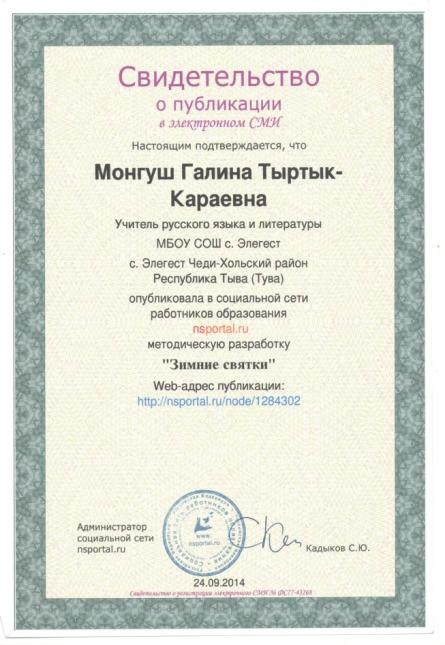 Свидетельство
о публикации
в электронном СМИ
Настоящим подтверждается, что
Монгуш Галина Тыртык-
Караевна
Учитель русского языка и литературы
МБОУ СОШ с. Элегест
с. Элегест Чеди-Хольский район
Республика Тыва (Тува)
опубликовала в социальной сети
работников образования
nsportal.ru
методическую разработку
"Зимние святки"
Web-адрес публикации:
http://nsportal.ru/node/1284302
Администратор
социальной сети
nsportal.ru
www.
nsportal.ru
Кадыков С.Ю.
24.09.2014
Свидетельство о регистрации электронного СМИ № ФС77-43268